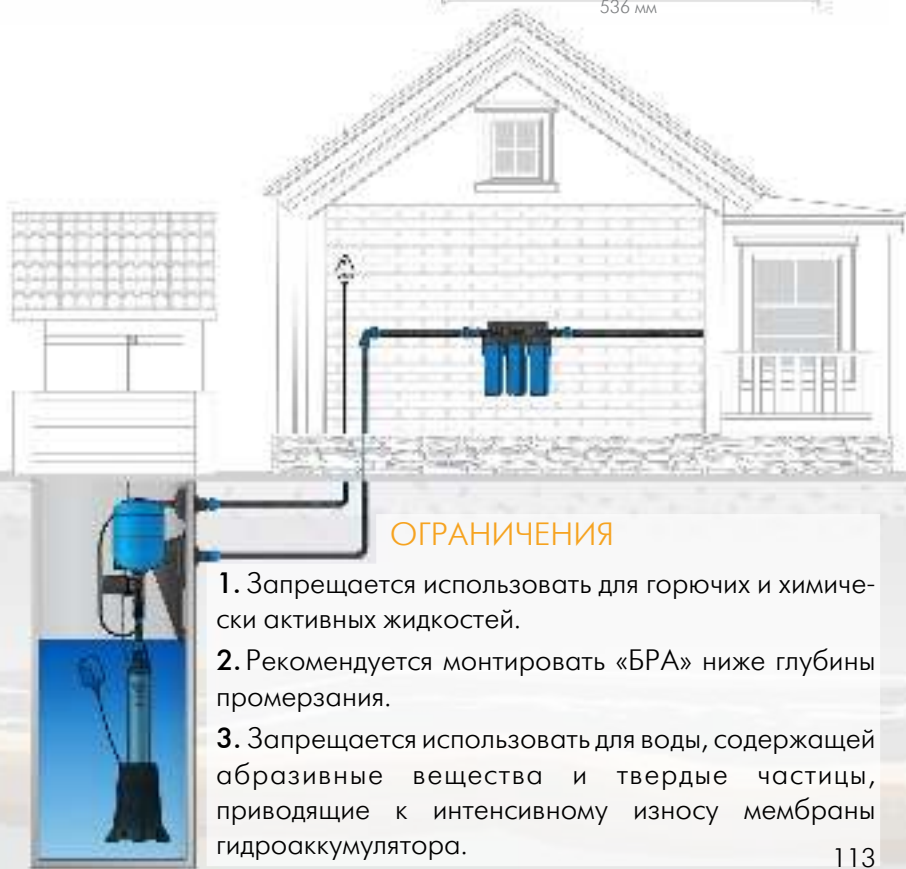 536 мм
ОГРАНИЧЕНИЯ
1. Запрещается использовать для горючих и химиче-
ски активных жидкостей.
2. Рекомендуется монтировать «БРА» ниже глубины
промерзания.
3. Запрещается использовать для воды, содержащей
абразивные вещества и твердые частицы,
приводящие к интенсивному износу мембраны
гидроаккумулятора.
113